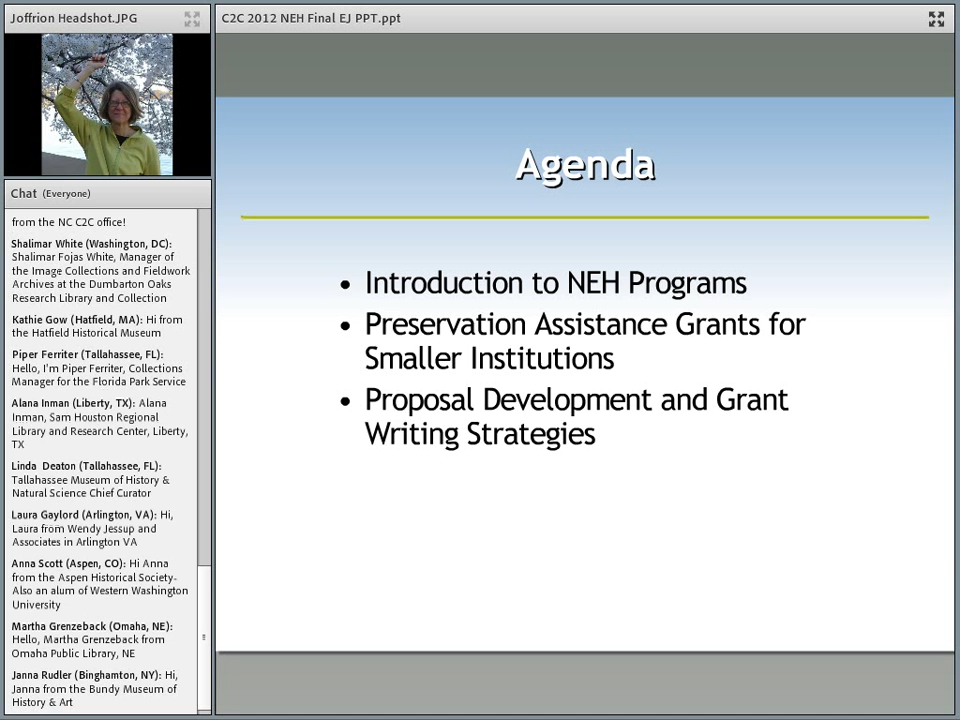 Joffrion Headshot.JPG
C2C 2012 NEH Final EJ PPT.ppt
Chat (Everyone)
from the NC C2C office!
Shalimar White (Washington, DC):
Shalimar Fojas White, Manager of
the Image Collections and Fieldwork
Archives at the Dumbarton Oaks
Research Library and Collection
Kathie Gow (Hatfield, MA): Hi from
the Hatfield Historical Museum
Piper Ferriter (Tallahassee, FL):
Hello, I'm Piper Ferriter, Collections
Manager for the Florida Park Service
Alana Inman (Liberty, TX): Alana
Inman, Sam Houston Regional
Library and Research Center, Liberty,
TX
Linda Deaton (Tallahassee, FL):
Tallahassee Museum of History &
Natural Science Chief Curator
Laura Gaylord (Arlington, VA): Hi,
Laura from Wendy Jessup and
Associates in Arlington VA
Anna Scott (Aspen, CO): Hi Anna
from the Aspen Historical Society-
Also an alum of Western Washington
University
Martha Grenzeback (Omaha, NE):
Hello, Martha Grenzeback from
Omaha Public Library, NE
Janna Rudler (Binghamton, NY): Hi,
Janna from the Bundy Museum of
History & Art
Agenda
• Introduction to NEH Programs
• Preservation Assistance Grants for
Smaller Institutions
• Proposal Development and Grant
Writing Strategies